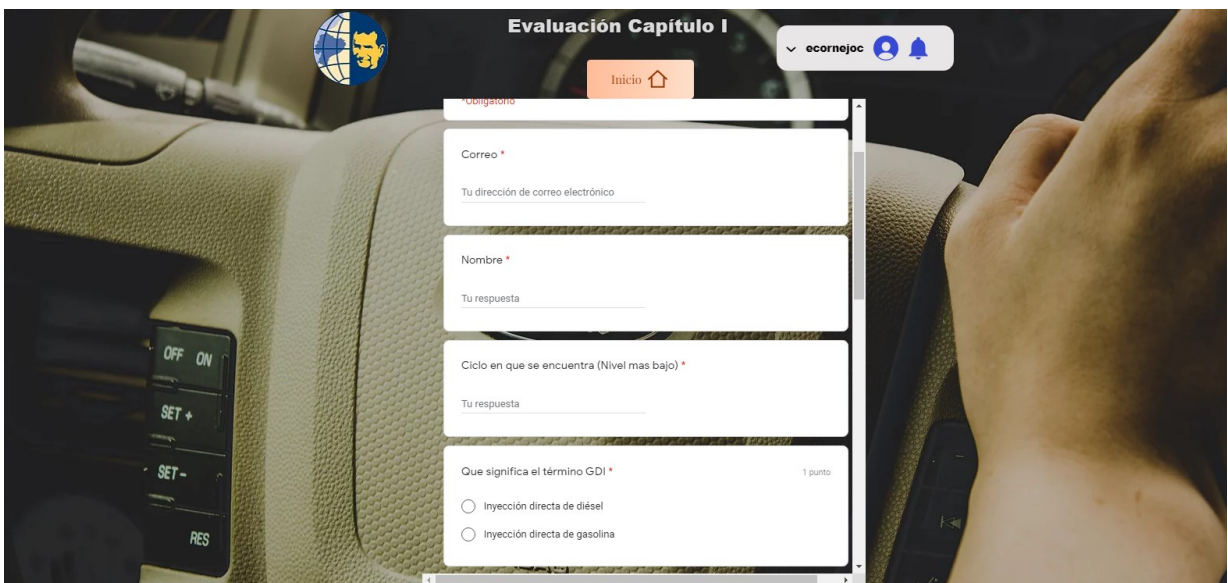 Evaluación Capítulo I
ecornejoc
Inicio
*Obligatorio
Correo *
Tu dirección de correo electrónico
Nombre *
Tu respuesta
Ciclo en que se encuentra (Nivel mas bajo) *
Tu respuesta
Que significa el término GDI *
1 punto
Inyección directa de diésel
Inyección directa de gasolina
OFF ON
SET +
SET -
RES